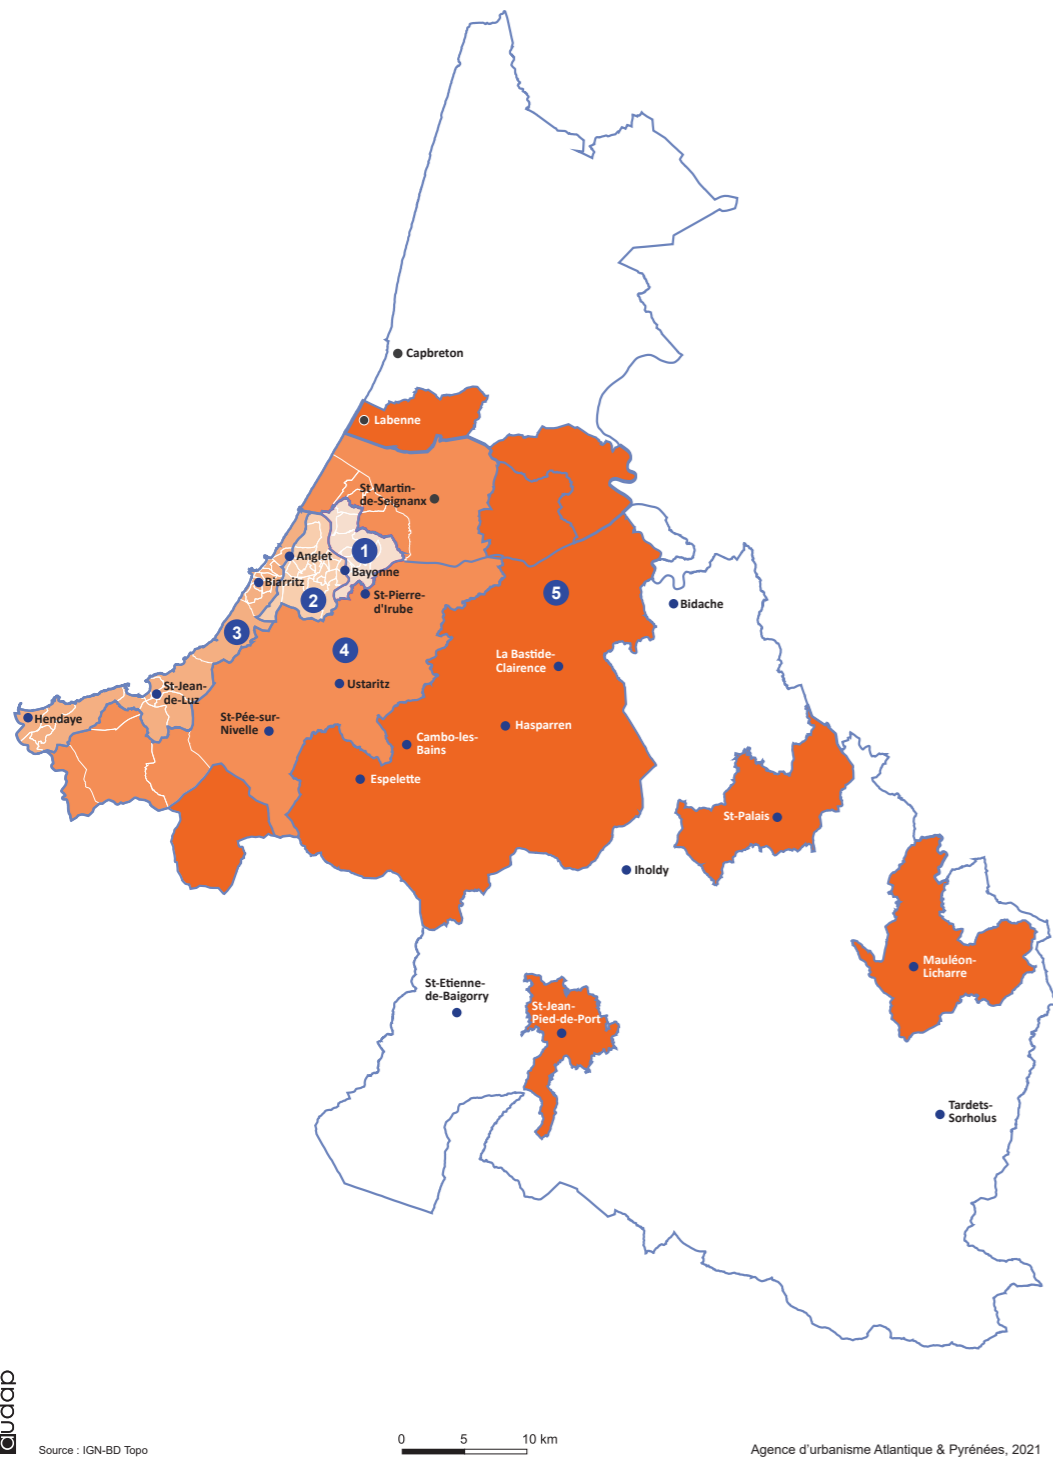 Capbreton
Labenne
St-Martin-
de-Seignanx
1
Anglet
Bayonne
Biarritz
2
St-Pierre-
d'Irube
5
Bidache
3
4
La Bastide-
Clairence
St-Jean-
de-Luz
Ustaritz
Hendaye
St-Pée-sur-
Nivelle
Hasparren
Cambo-les-
Bains
Espelette
St-Palais
Iholdy
Mauléon-
Licharre
St-Etienne-
de-Baigorry
St-Jean-
Pied-de-Port
Tardets-
Sorholus
audap
Source : IGN-BD Topo
0 5 10 km
Agence d'urbanisme Atlantique & Pyrénées, 2021